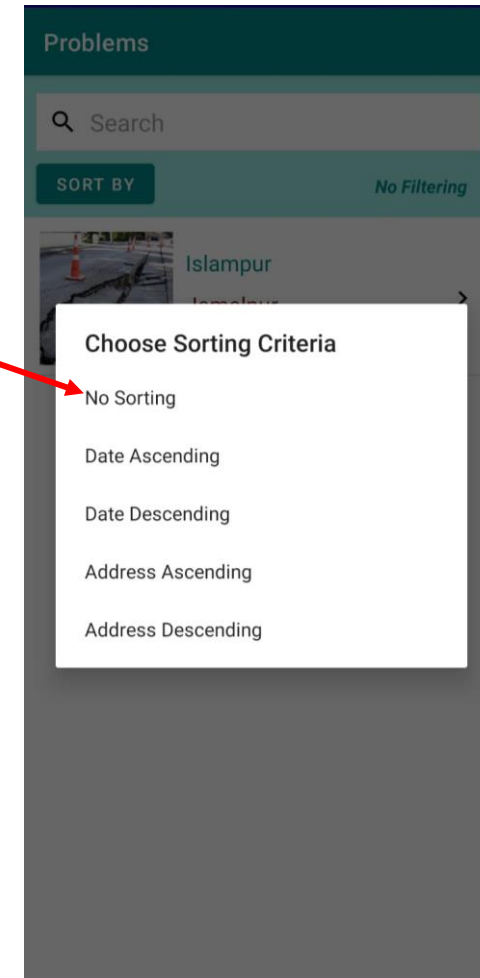 Problems
Search
SORT BY
No Filtering
Islampur
Choose Sorting Criteria
No Sorting
Date Ascending
Date Descending
Address Ascending
Address Descending